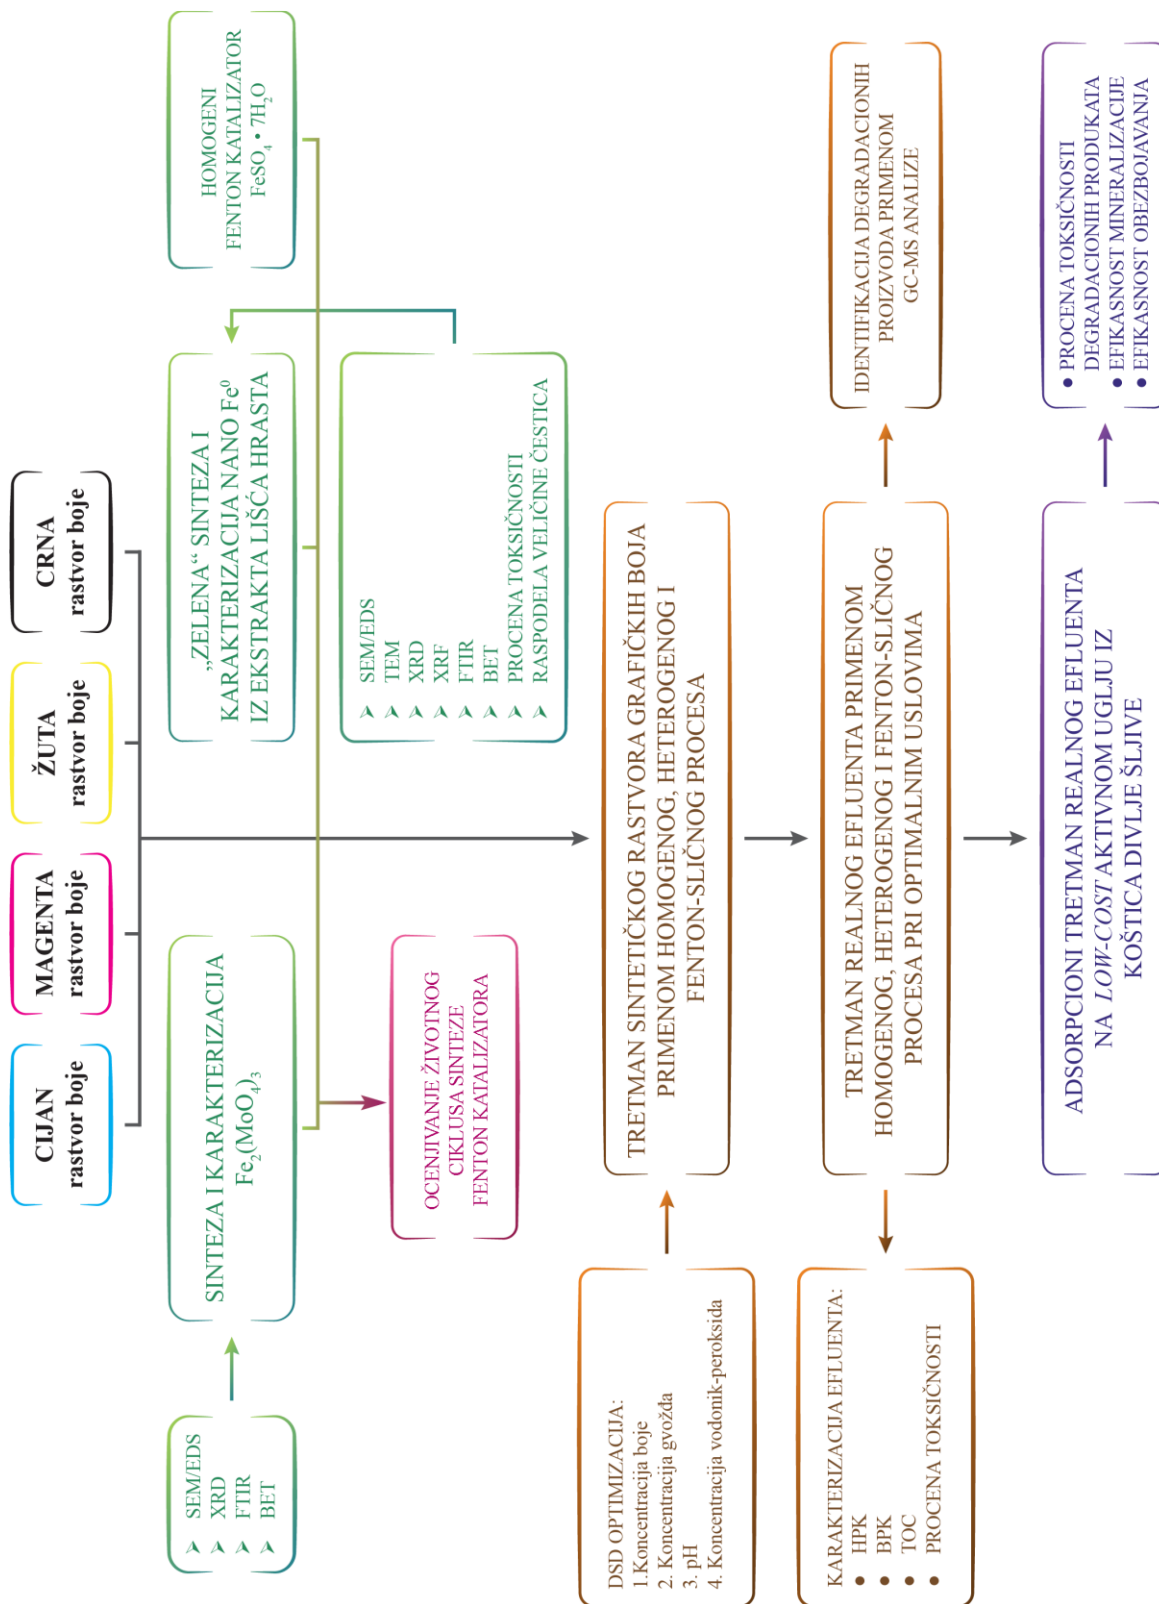 CIJAN
rastvor boje
MAGENTA
rastvor boje
ŽUTA
rastvor boje
CRNA
rastvor boje
➢ SEM/EDS
➢ XRD
➢ FTIR
➢ BET
SINTEZA I KARAKTERIZACIJA
Fe₂(MoO₄)₃
„ZELENA“ SINTEZA I
KARAKTERIZACIJA NANO Fe⁰
IZ EKSTRAKTA LIŠĆA HRASTA
HOMOGENI
FENTON KATALIZATOR
FeSO₄ • 7H₂O
OCENJIVANJE ŽIVOTNOG
CIKLUSA SINTEZE
FENTON KATALIZATORA
➢ SEM/EDS
➢ TEM
➢ XRD
➢ XRF
➢ FTIR
➢ BET
➢ PROCENA TOKSIČNOSTI
➢ RASPODELA VELIČINE ČESTICA
DSD OPTIMIZACIJA:
1.Koncentracija boje
2. Koncentracija gvožđa
3. pH
4. Koncentracija vodonik-peroksida
TRETMAN SINTETIČKOG RASTVORA GRAFIČKIH BOJA
PRIMENOM HOMOGENOG, HETEROGENOG I
FENTON-SLIČNOG PROCESA
KARAKTERIZACIJA EFLUENTA:
● HPK
● BPK
● TOC
● PROCENA TOKSIČNOSTI
TRETMAN REALNOG EFLUENTA PRIMENOM
HOMOGENOG, HETEROGENOG I FENTON-SLIČNOG
PROCESA PRI OPTIMALNIM USLOVIMA
IDENTIFIKACIJA DEGRADACIONIH
PROIZVODA PRIMENOM
GC-MS ANALIZE
ADSORPCIONI TRETMAN REALNOG EFLUENTA
NA LOW-COST AKTIVNOM UGLJU IZ
KOŠTICA DIVLJE ŠLJIVE
● PROCENA TOKSIČNOSTI
DEGRADACIONIH PRODUKATA
● EFIKASNOST MINERALIZACIJE
● EFIKASNOST OBEZBOJAVANJA